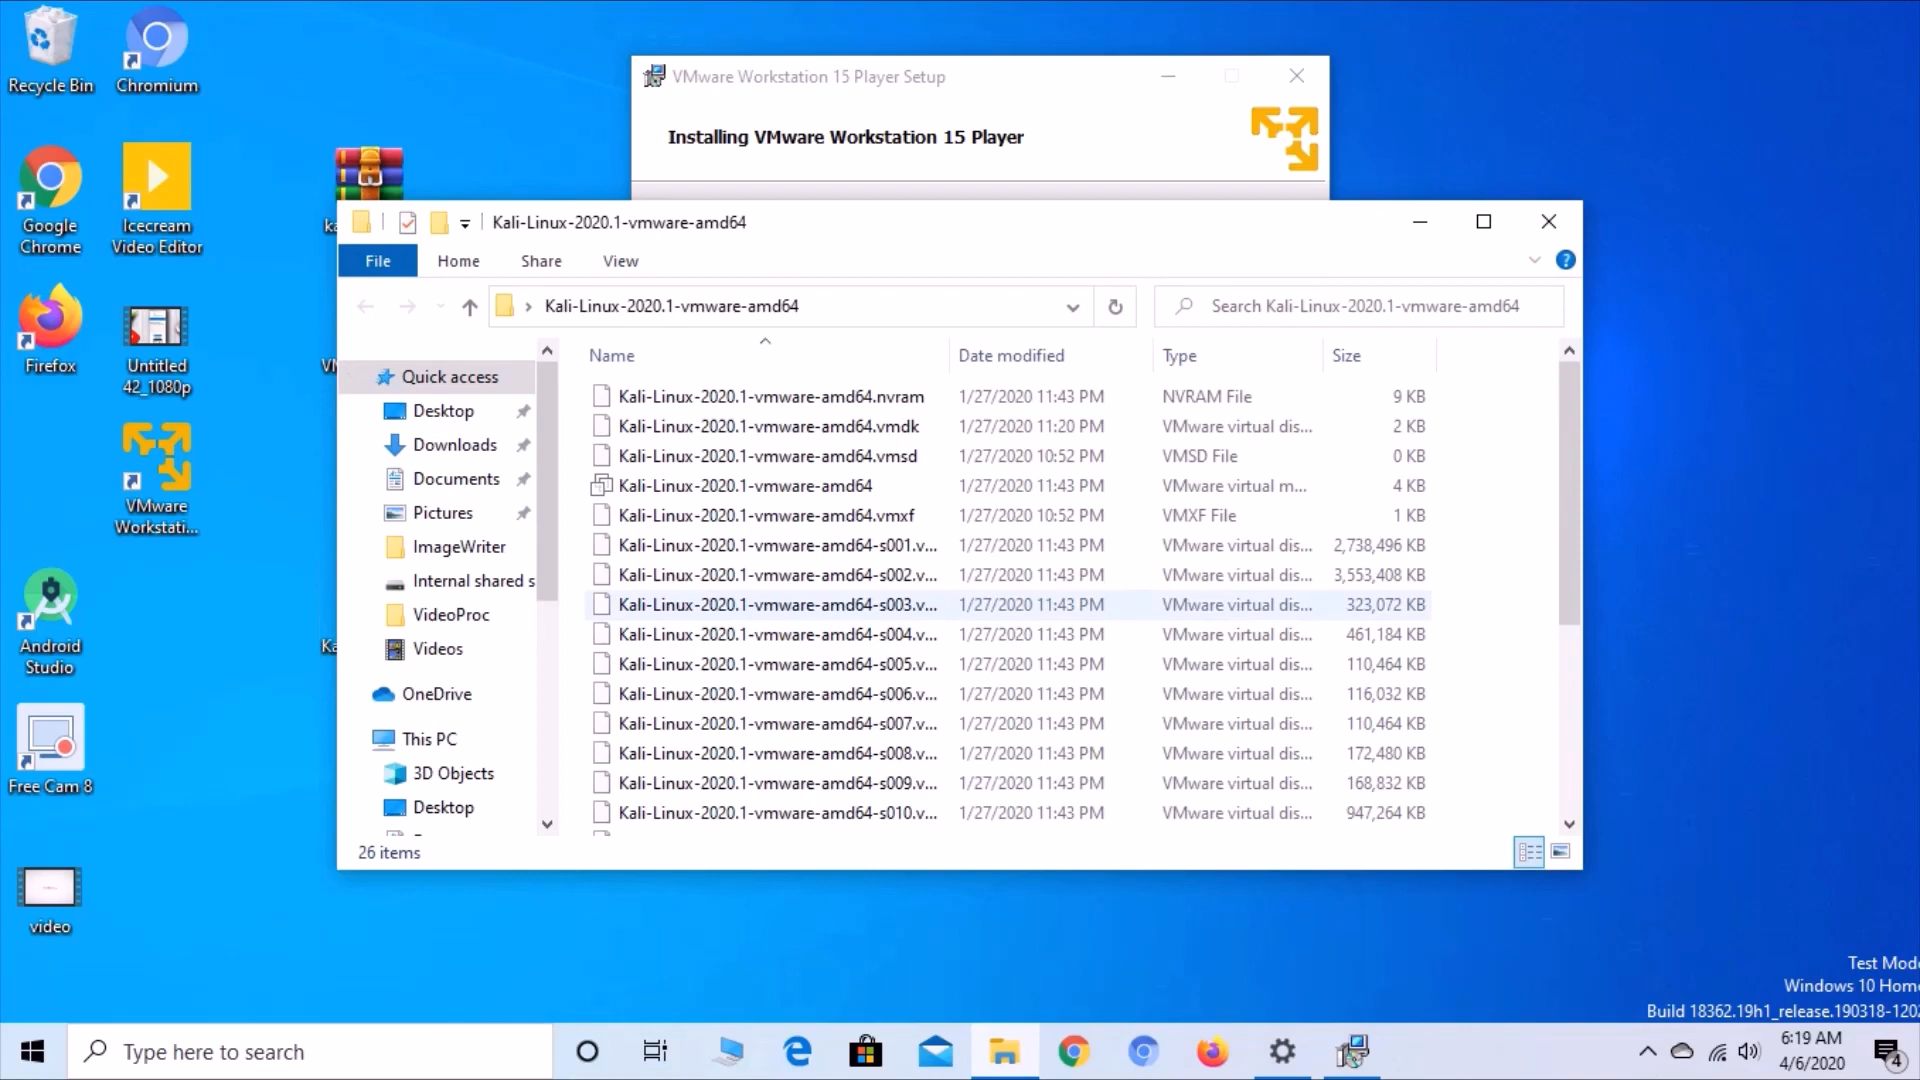 Recycle Bin
Chromium
Google
Chrome
Icecream
Video Editor
Firefox
Untitled
42_1080p
VMware
Workstati...
Android
Studio
Free Cam 8
video
ka
VM
Ka
VMware Workstation 15 Player Setup
Installing VMware Workstation 15 Player
Kali-Linux-2020.1-vmware-amd64
File Home Share View
Kali-Linux-2020.1-vmware-amd64
Search Kali-Linux-2020.1-vmware-amd64
Quick access
Desktop
Downloads
Documents
Pictures
ImageWriter
Internal shared s
VideoProc
Videos
OneDrive
This PC
3D Objects
Desktop
Name Date modified Type Size
Kali-Linux-2020.1-vmware-amd64.nvram 1/27/2020 11:43 PM NVRAM File 9 KB
Kali-Linux-2020.1-vmware-amd64.vmdk 1/27/2020 11:20 PM VMware virtual dis... 2 KB
Kali-Linux-2020.1-vmware-amd64.vmsd 1/27/2020 10:52 PM VMSD File 0 KB
Kali-Linux-2020.1-vmware-amd64 1/27/2020 11:43 PM VMware virtual m... 4 KB
Kali-Linux-2020.1-vmware-amd64.vmxf 1/27/2020 10:52 PM VMXF File 1 KB
Kali-Linux-2020.1-vmware-amd64-s001.v... 1/27/2020 11:43 PM VMware virtual dis... 2,738,496 KB
Kali-Linux-2020.1-vmware-amd64-s002.v... 1/27/2020 11:43 PM VMware virtual dis... 3,553,408 KB
Kali-Linux-2020.1-vmware-amd64-s003.v... 1/27/2020 11:43 PM VMware virtual dis... 323,072 KB
Kali-Linux-2020.1-vmware-amd64-s004.v... 1/27/2020 11:43 PM VMware virtual dis... 461,184 KB
Kali-Linux-2020.1-vmware-amd64-s005.v... 1/27/2020 11:43 PM VMware virtual dis... 110,464 KB
Kali-Linux-2020.1-vmware-amd64-s006.v... 1/27/2020 11:43 PM VMware virtual dis... 116,032 KB
Kali-Linux-2020.1-vmware-amd64-s007.v... 1/27/2020 11:43 PM VMware virtual dis... 110,464 KB
Kali-Linux-2020.1-vmware-amd64-s008.v... 1/27/2020 11:43 PM VMware virtual dis... 172,480 KB
Kali-Linux-2020.1-vmware-amd64-s009.v... 1/27/2020 11:43 PM VMware virtual dis... 168,832 KB
Kali-Linux-2020.1-vmware-amd64-s010.v... 1/27/2020 11:43 PM VMware virtual dis... 947,264 KB
26 items
Test Mode
Windows 10 Home
Build 18362.19h1_release.190318-1202
Type here to search
6:19 AM
4/6/2020
4